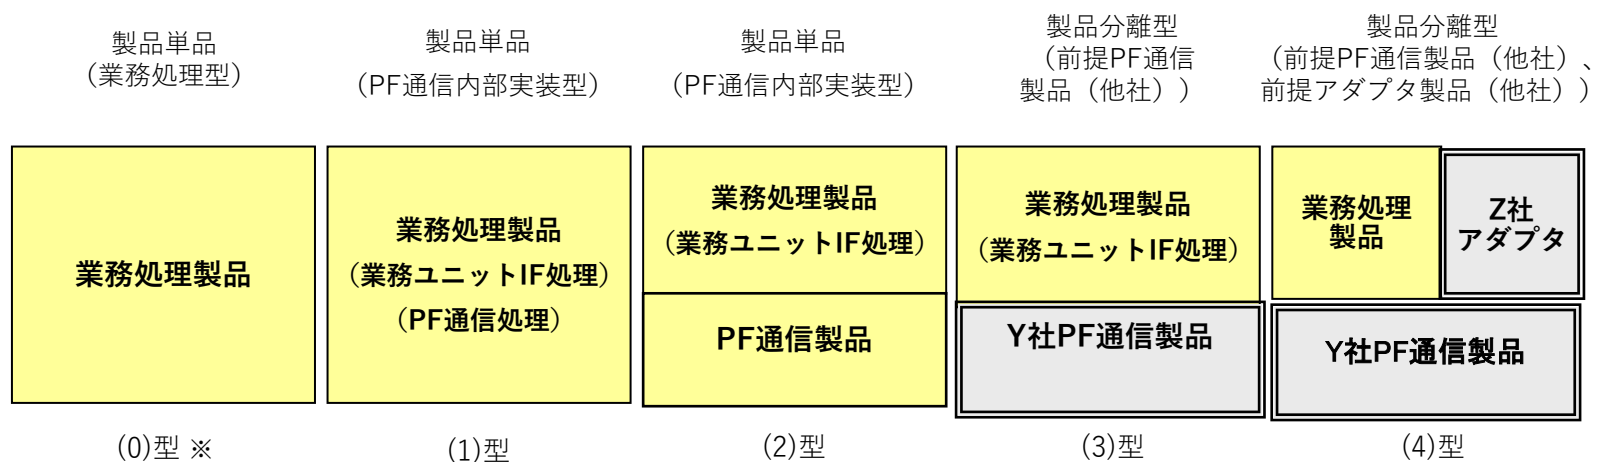 製品単品
（業務処理型）
製品単品
（PF通信内部実装型）
製品単品
（PF通信内部実装型）
製品分離型
（前提PF通信
製品（他社））
製品分離型
（前提PF通信製品（他社）、
前提アダプタ製品（他社））
業務処理製品
業務処理製品
（業務ユニットIF処理）
（PF通信処理）
業務処理製品
（業務ユニットIF処理）
PF通信製品
業務処理製品
（業務ユニットIF処理）
Y社PF通信製品
業務処理
製品
Z社
アダプタ
Y社PF通信製品
(0)型 ※
(1)型
(2)型
(3)型
(4)型